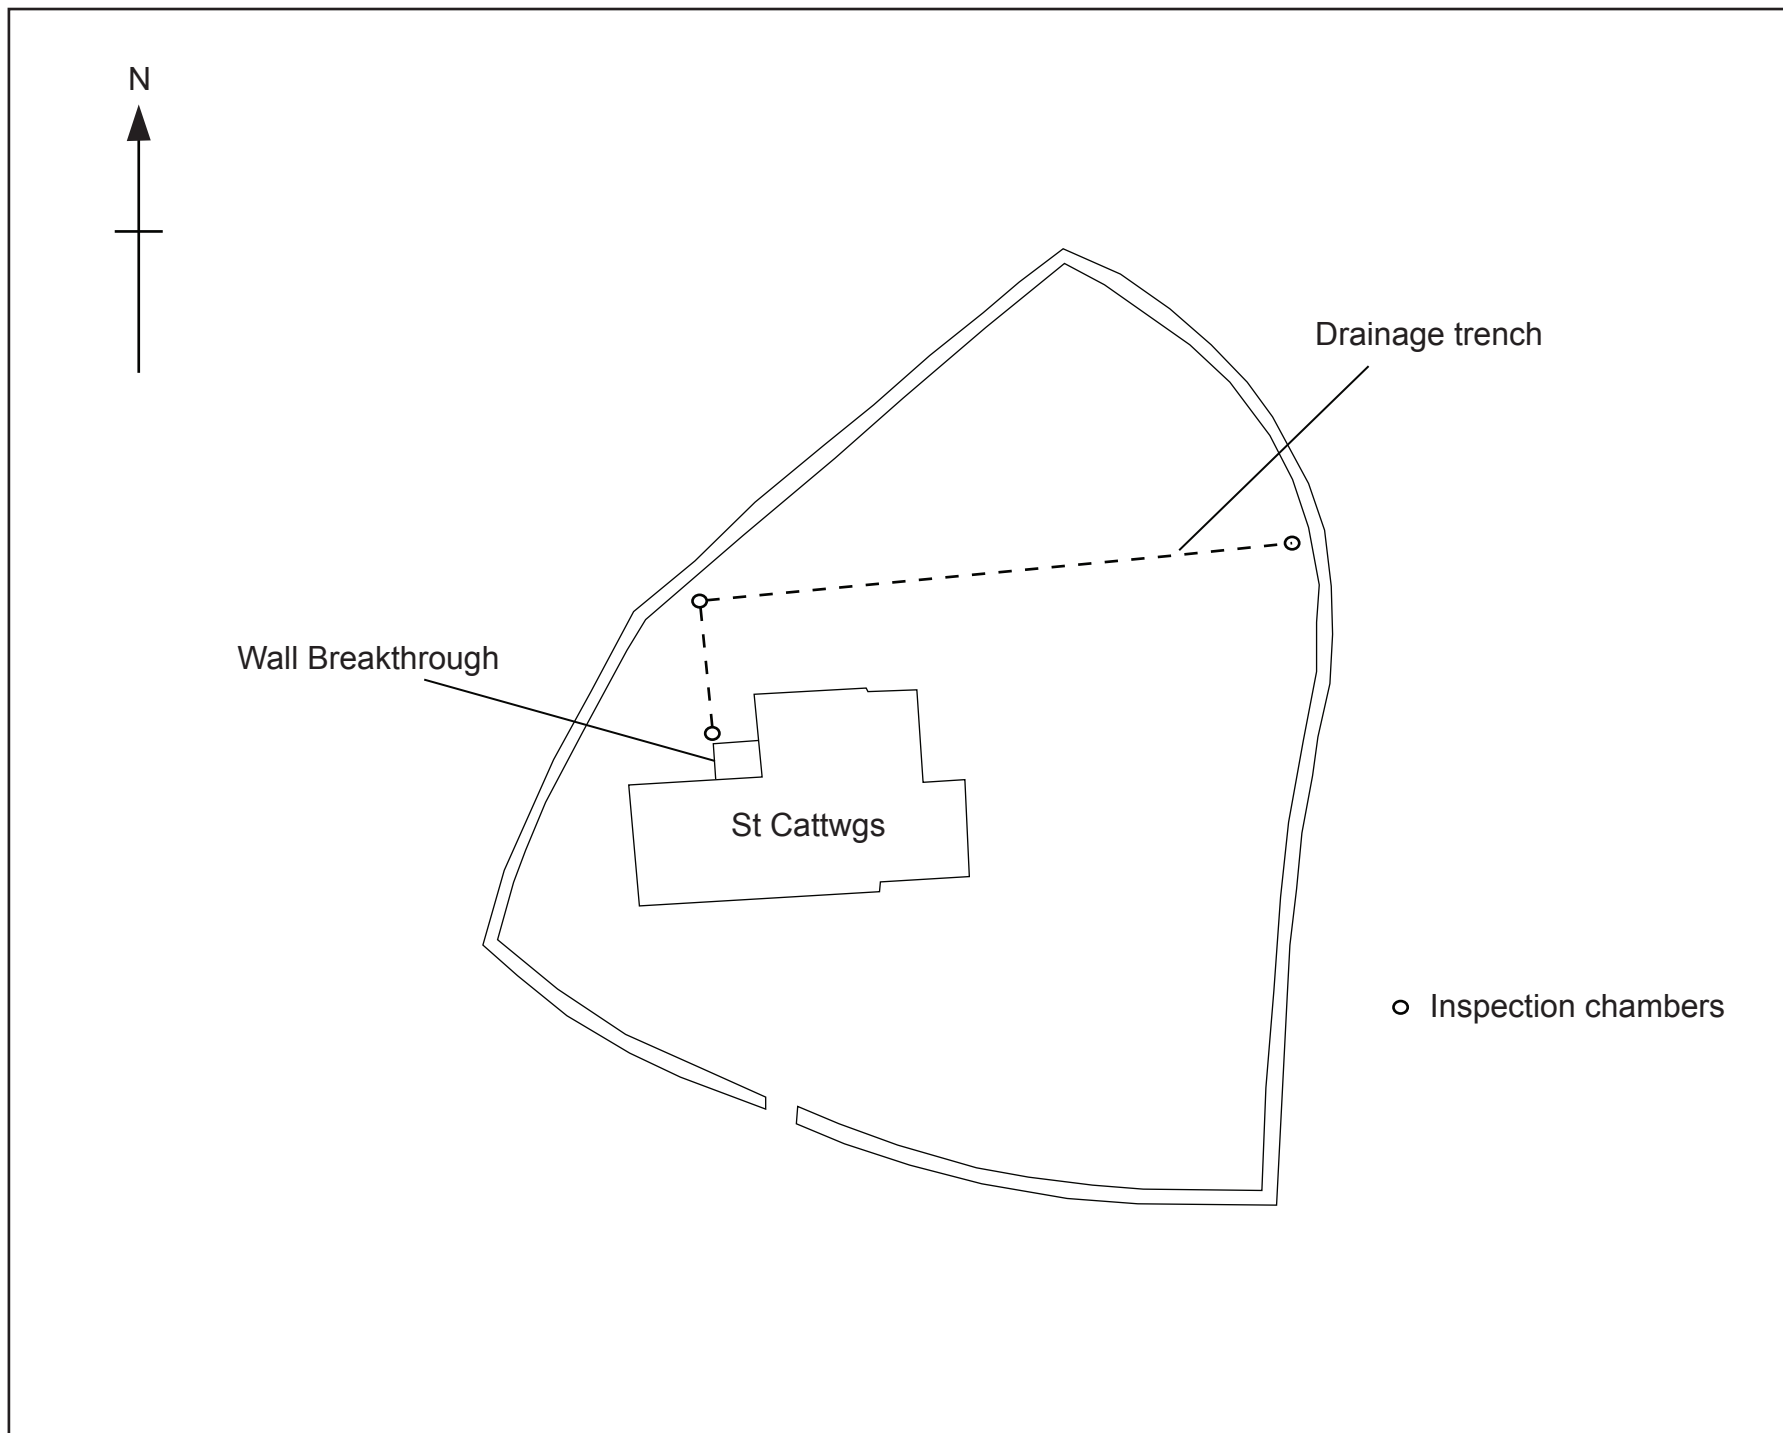 N
Drainage trench
Wall Breakthrough
St Cattwgs
Inspection chambers